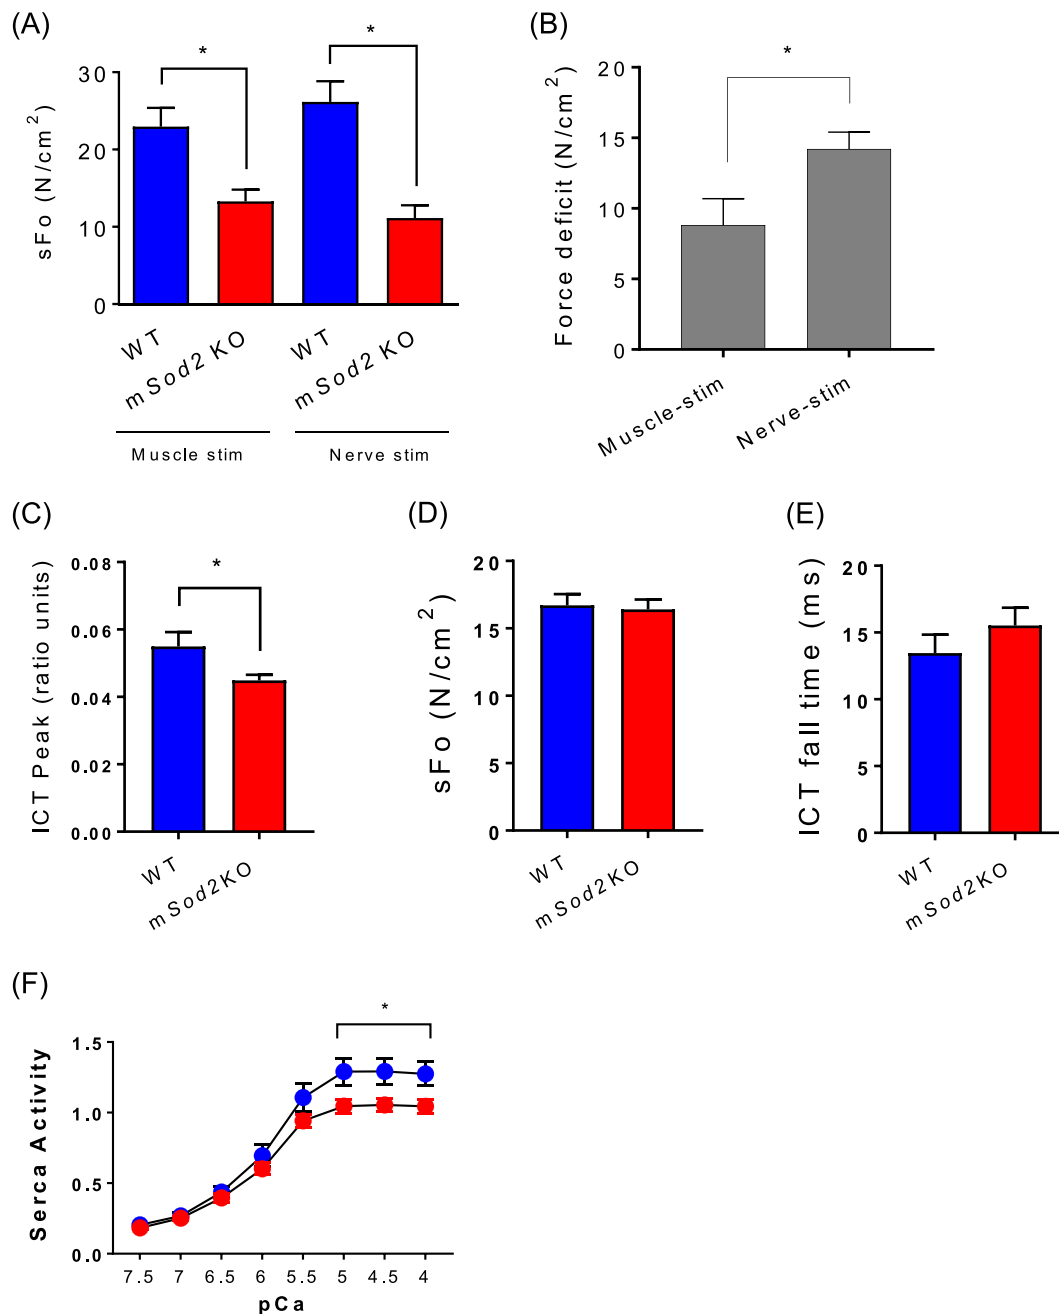 (A)
*
*
sFo (N/cm²)
30
20
10
0
WT
mSod2 KO
WT
mSod2 KO
Muscle stim
Nerve stim
(B)
*
Force deficit (N/cm²)
20
15
10
5
0
Muscle-stim
Nerve-stim
(C)
*
ICT Peak (ratio units)
0.08
0.06
0.04
0.02
0.00
WT
mSod2KO
(D)
sFo (N/cm²)
20
15
10
5
0
WT
mSod2KO
(E)
ICT fall time (ms)
20
15
10
5
0
WT
mSod2KO
(F)
*
Serca Activity
1.5
1.0
0.5
0.0
7.5 7 6.5 6 5.5 5 4.5 4
pCa